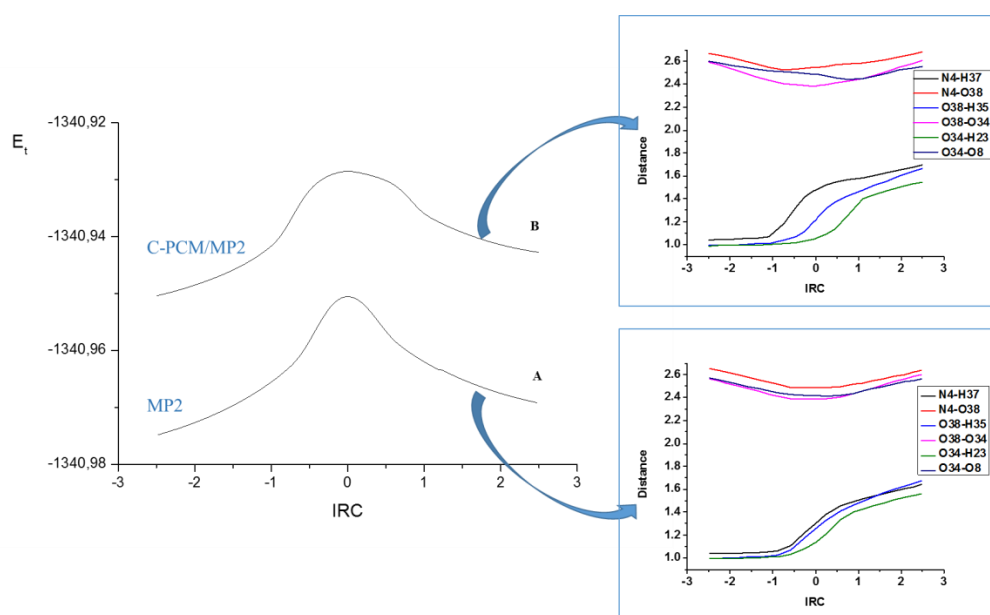 -1340,92
E_t
-1340,94
C-PCM/MP2
B
-1340,96
A
MP2
-1340,98
-3 -2 -1 0 1 2 3
IRC
2.6
2.4
2.2
2.0
1.8
1.6
1.4
1.2
1.0
Distance
N4-H37
N4-O38
O38-H35
O38-O34
O34-H23
O34-O8
-3 -2 -1 0 1 2 3
IRC
2.6
2.4
2.2
2.0
1.8
1.6
1.4
1.2
1.0
Distance
N4-H37
N4-O38
O38-H35
O38-O34
O34-H23
O34-O8
-3 -2 -1 0 1 2 3
IRC